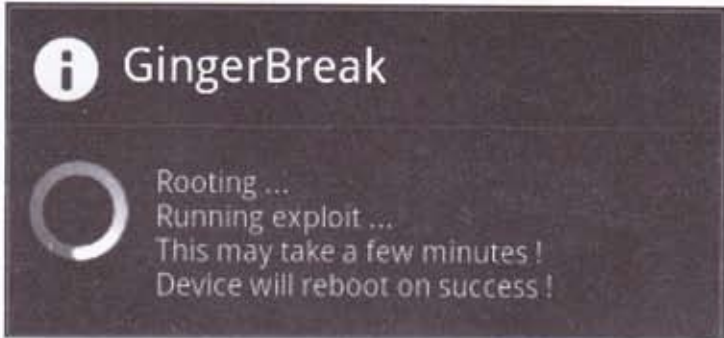 GingerBreak
Rooting ...
Running exploit ...
This may take a few minutes !
Device will reboot on success !